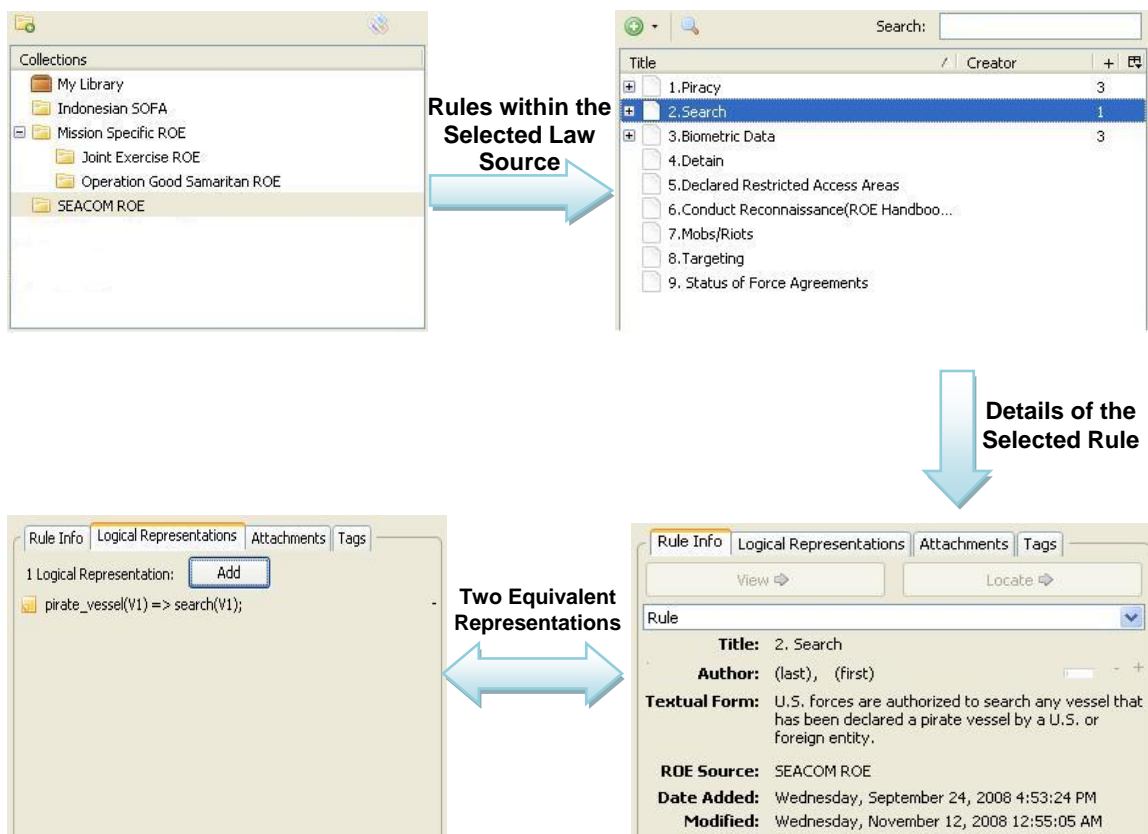 Collections
My Library
Indonesian SOFA
Mission Specific ROE
Joint Exercise ROE
Operation Good Samaritan ROE
SEACOM ROE
Rules within the
Selected Law
Source
Search:
Title / Creator +
1.Piracy 3
2.Search 1
3.Biometric Data 3
4.Detain
5.Declared Restricted Access Areas
6.Conduct Reconnaissance(ROE Handboo...
7.Mobs/Riots
8.Targeting
9. Status of Force Agreements
Details of the
Selected Rule
Rule Info Logical Representations Attachments Tags
View Locate
Rule
Title: 2. Search
Author: (last), (first) - +
Textual Form: U.S. forces are authorized to search any vessel that
has been declared a pirate vessel by a U.S. or
foreign entity.
ROE Source: SEACOM ROE
Date Added: Wednesday, September 24, 2008 4:53:24 PM
Modified: Wednesday, November 12, 2008 12:55:05 AM
Two Equivalent
Representations
Rule Info Logical Representations Attachments Tags
1 Logical Representation: Add
pirate_vessel(V1) => search(V1); -